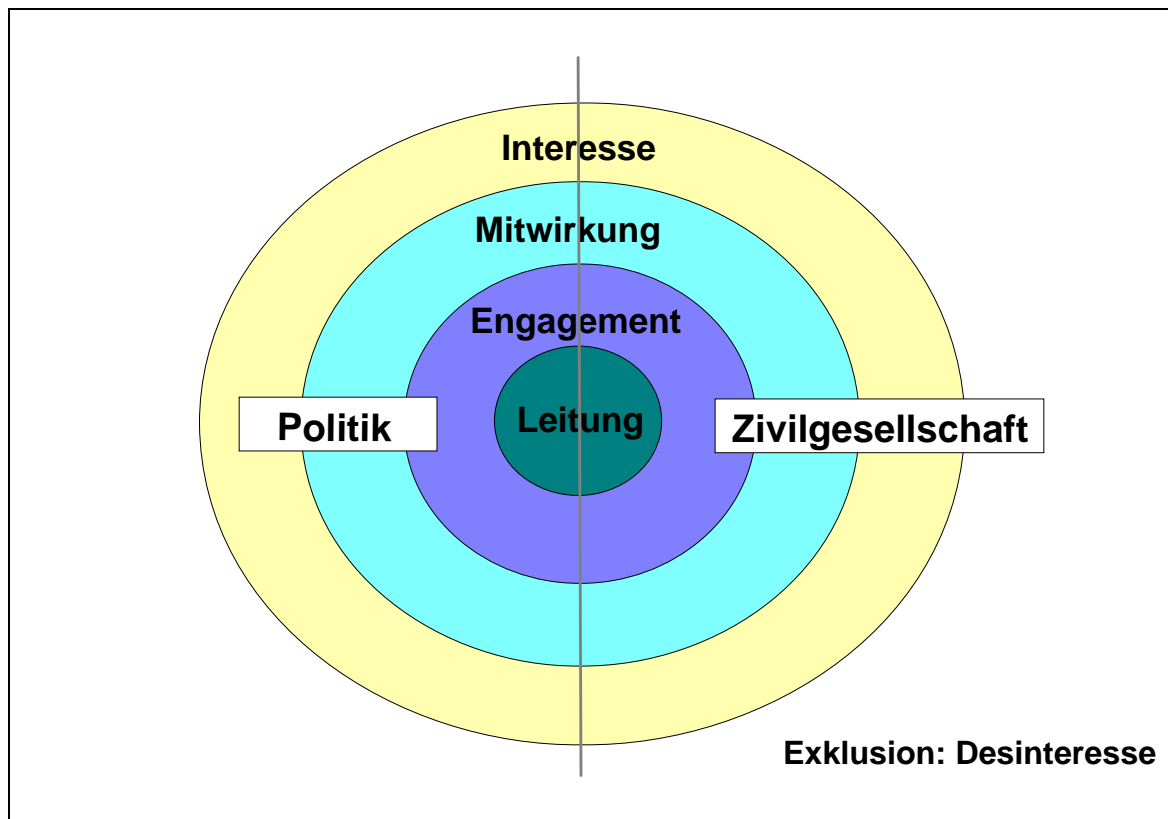 Interesse
Mitwirkung
Engagement
Leitung
Politik
Zivilgesellschaft
Exklusion: Desinteresse